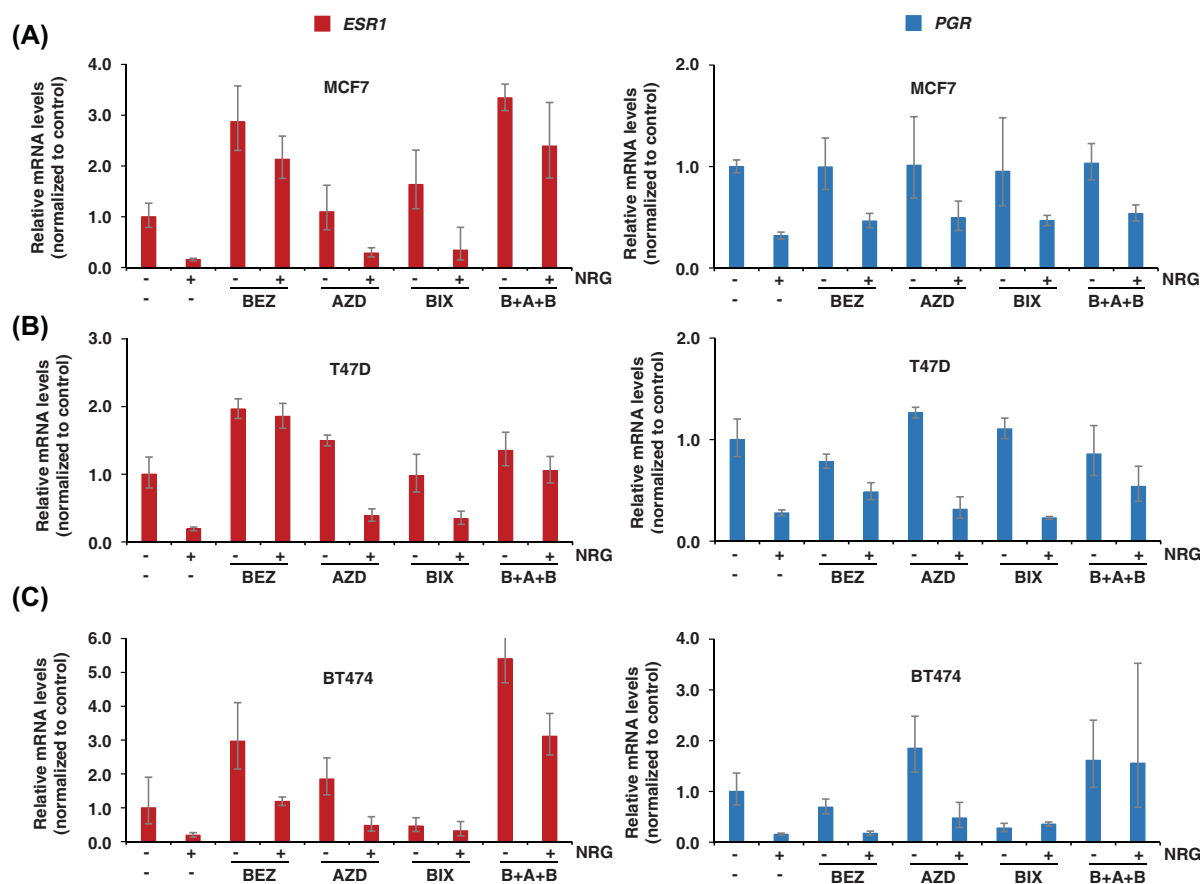 ESR1
PGR
(A)
Relative mRNA levels
(normalized to control)
4.0
3.0
2.0
1.0
0.0
MCF7
- + - + - + - + - + NRG
- - BEZ AZD BIX B+A+B
Relative mRNA levels
(normalized to control)
2.0
1.0
0.0
MCF7
- + - + - + - + - + NRG
- - BEZ AZD BIX B+A+B
(B)
Relative mRNA levels
(normalized to control)
3.0
2.0
1.0
0.0
T47D
- + - + - + - + - + NRG
- - BEZ AZD BIX B+A+B
Relative mRNA levels
(normalized to control)
2.0
1.0
0.0
T47D
- + - + - + - + - + NRG
- - BEZ AZD BIX B+A+B
(C)
Relative mRNA levels
(normalized to control)
6.0
5.0
4.0
3.0
2.0
1.0
0.0
BT474
- + - + - + - + - + NRG
- - BEZ AZD BIX B+A+B
Relative mRNA levels
(normalized to control)
4.0
3.0
2.0
1.0
0.0
BT474
- + - + - + - + - + NRG
- - BEZ AZD BIX B+A+B